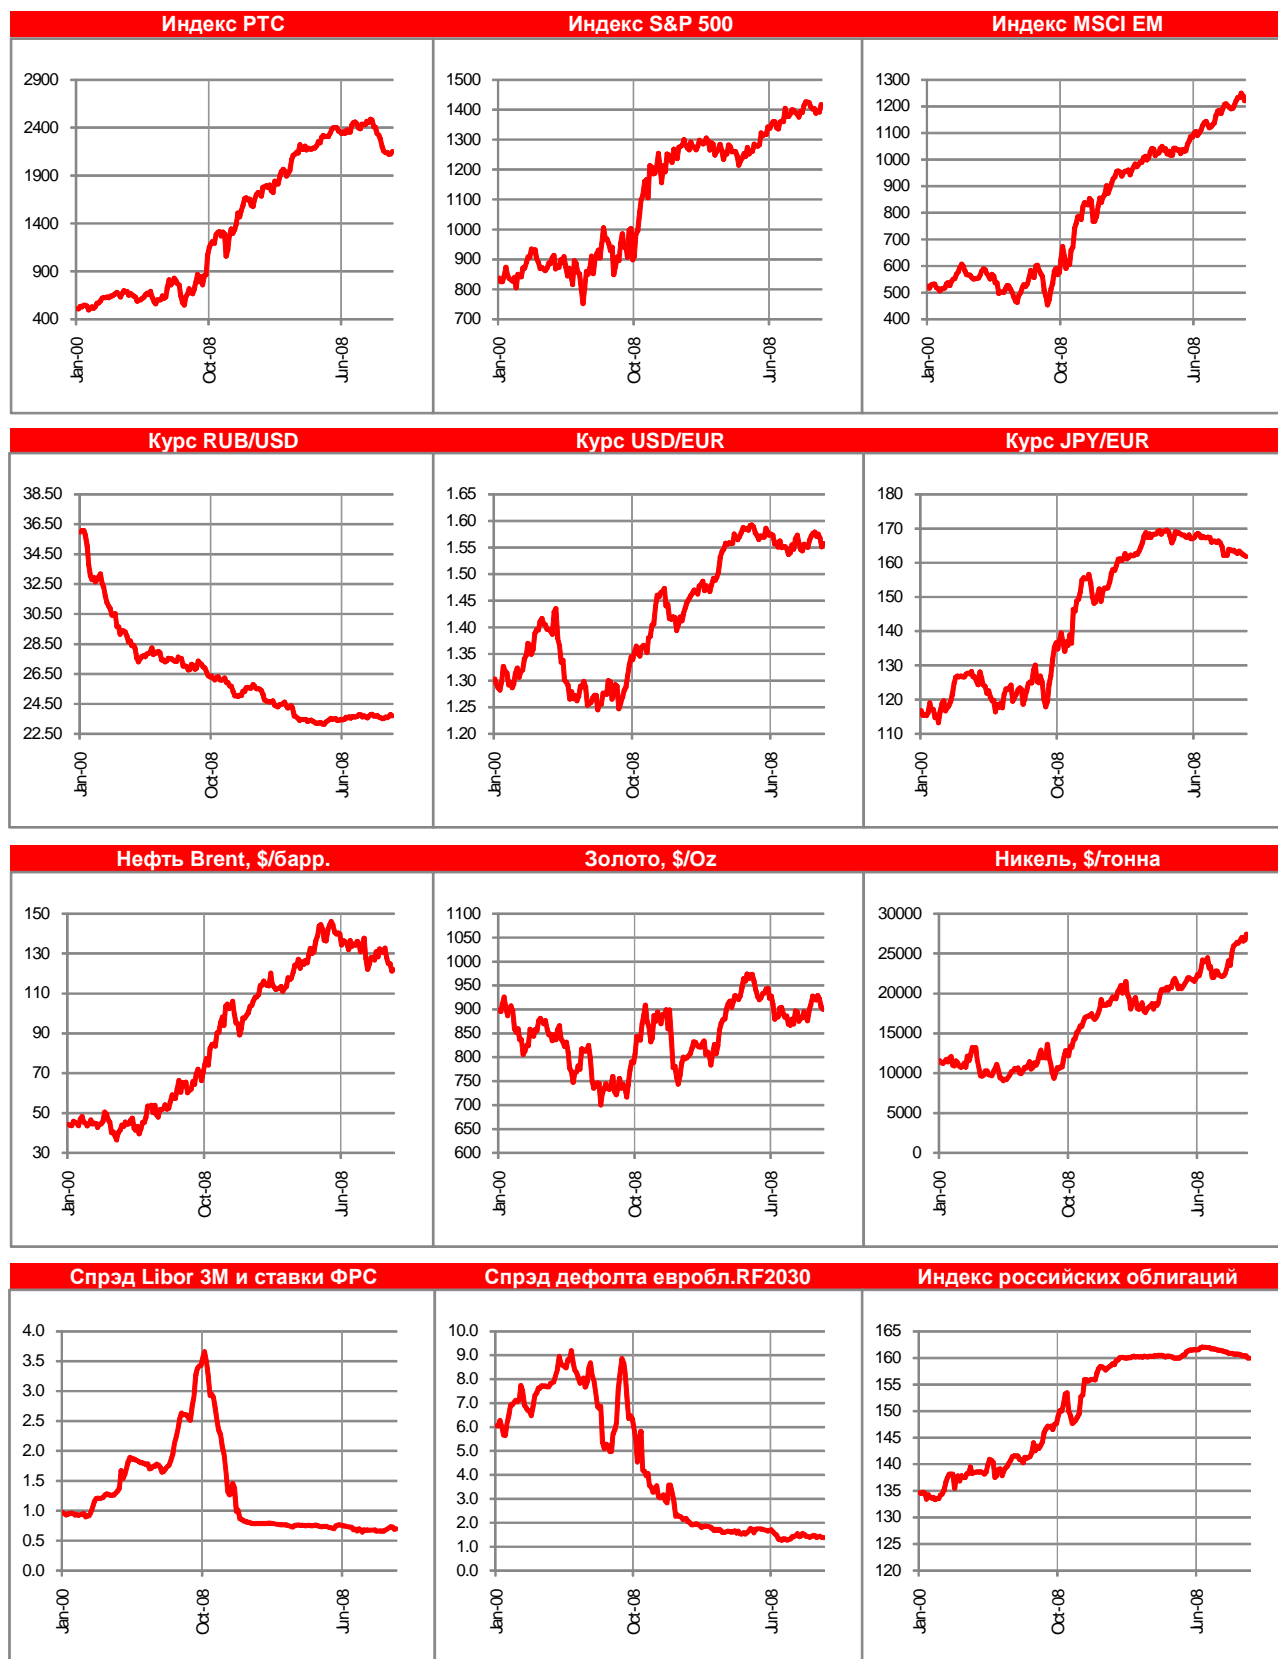 Индекс РТС
Индекс S&P 500
Индекс MSCI EM
2900
2400
1900
1400
900
400
Jan-00
Oct-08
Jun-08
1500
1400
1300
1200
1100
1000
900
800
700
Jan-00
Oct-08
Jun-08
1300
1200
1100
1000
900
800
700
600
500
400
Jan-00
Oct-08
Jun-08
Курс RUB/USD
Курс USD/EUR
Курс JPY/EUR
38.50
36.50
34.50
32.50
30.50
28.50
26.50
24.50
22.50
Jan-00
Oct-08
Jun-08
1.65
1.60
1.55
1.50
1.45
1.40
1.35
1.30
1.25
1.20
Jan-00
Oct-08
Jun-08
180
170
160
150
140
130
120
110
Jan-00
Oct-08
Jun-08
Нефть Brent, $/барр.
Золото, $/Oz
Никель, $/тонна
150
130
110
90
70
50
30
Jan-00
Oct-08
Jun-08
1100
1050
1000
950
900
850
800
750
700
650
600
Jan-00
Oct-08
Jun-08
30000
25000
20000
15000
10000
5000
0
Jan-00
Oct-08
Jun-08
Спрэд Libor 3M и ставки ФРС
Спрэд дефолта евробл.RF2030
Индекс российских облигаций
4.0
3.5
3.0
2.5
2.0
1.5
1.0
0.5
0.0
Jan-00
Oct-08
Jun-08
10.0
9.0
8.0
7.0
6.0
5.0
4.0
3.0
2.0
1.0
0.0
Jan-00
Oct-08
Jun-08
165
160
155
150
145
140
135
130
125
120
Jan-00
Oct-08
Jun-08